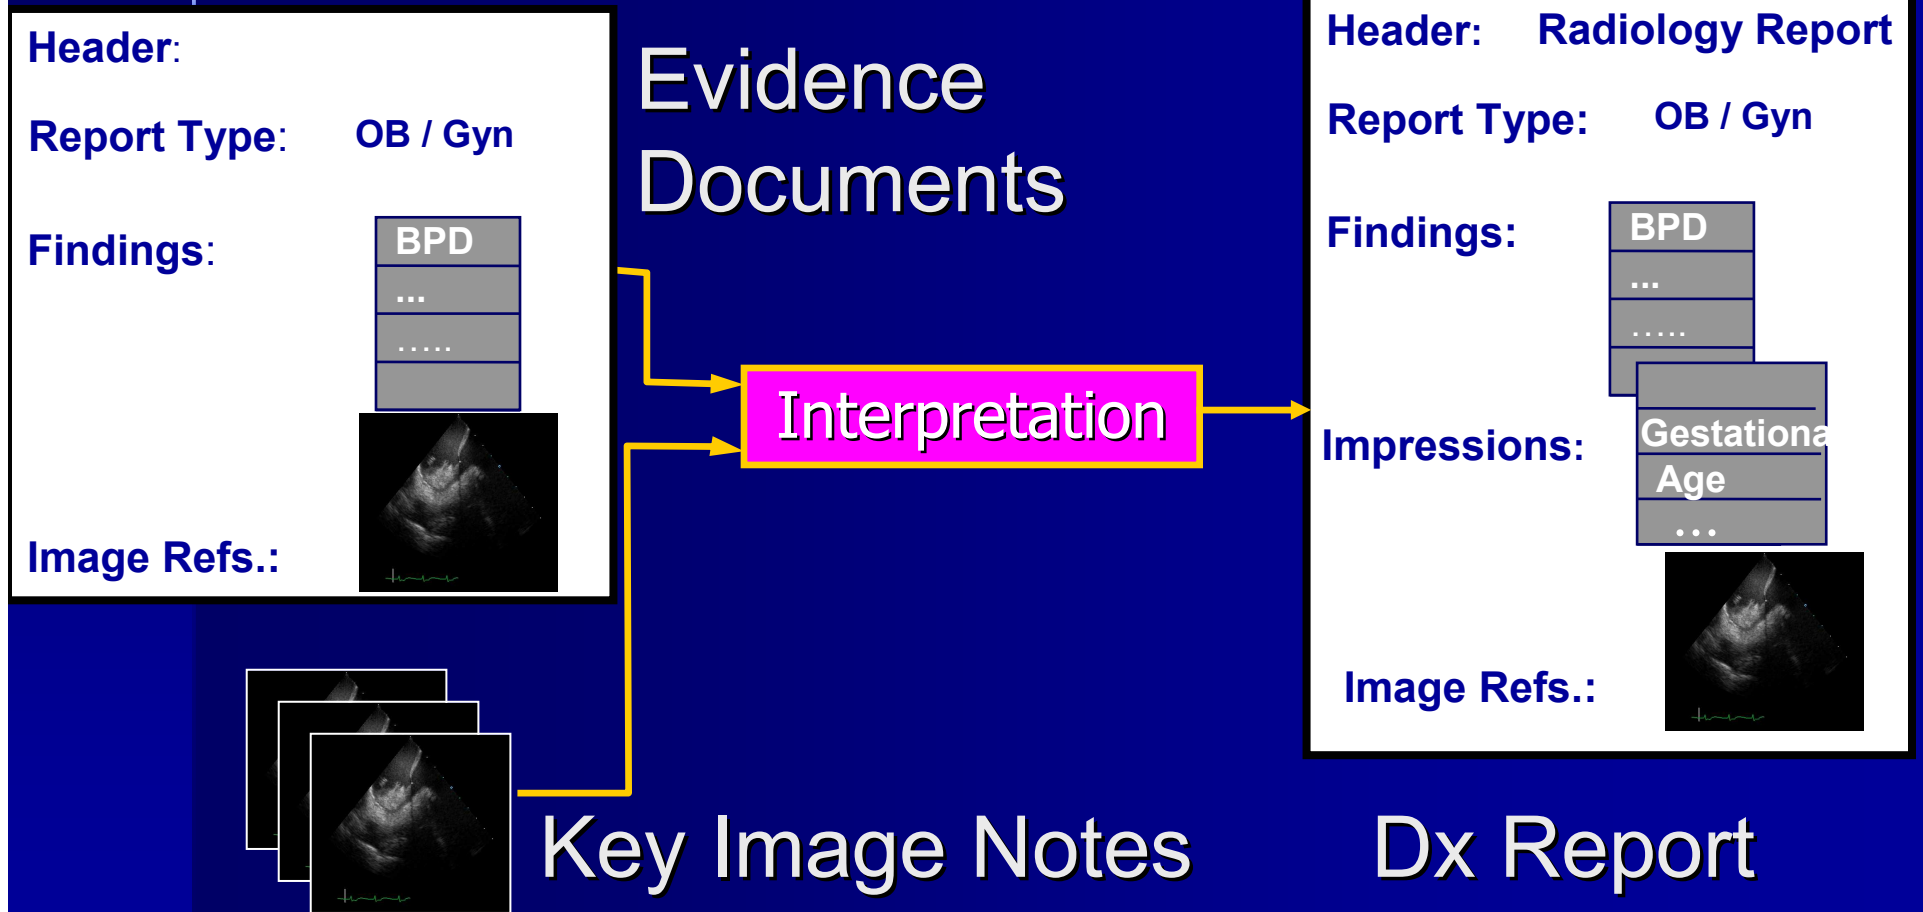 Header:
Report Type: OB / Gyn
Findings:
BPD
...
.....
Image Refs.:
Evidence
Documents
Interpretation
Key Image Notes
Header: Radiology Report
Report Type: OB / Gyn
Findings:
BPD
...
.....
Impressions:
Gestationa
Age
...
Image Refs.:
Dx Report